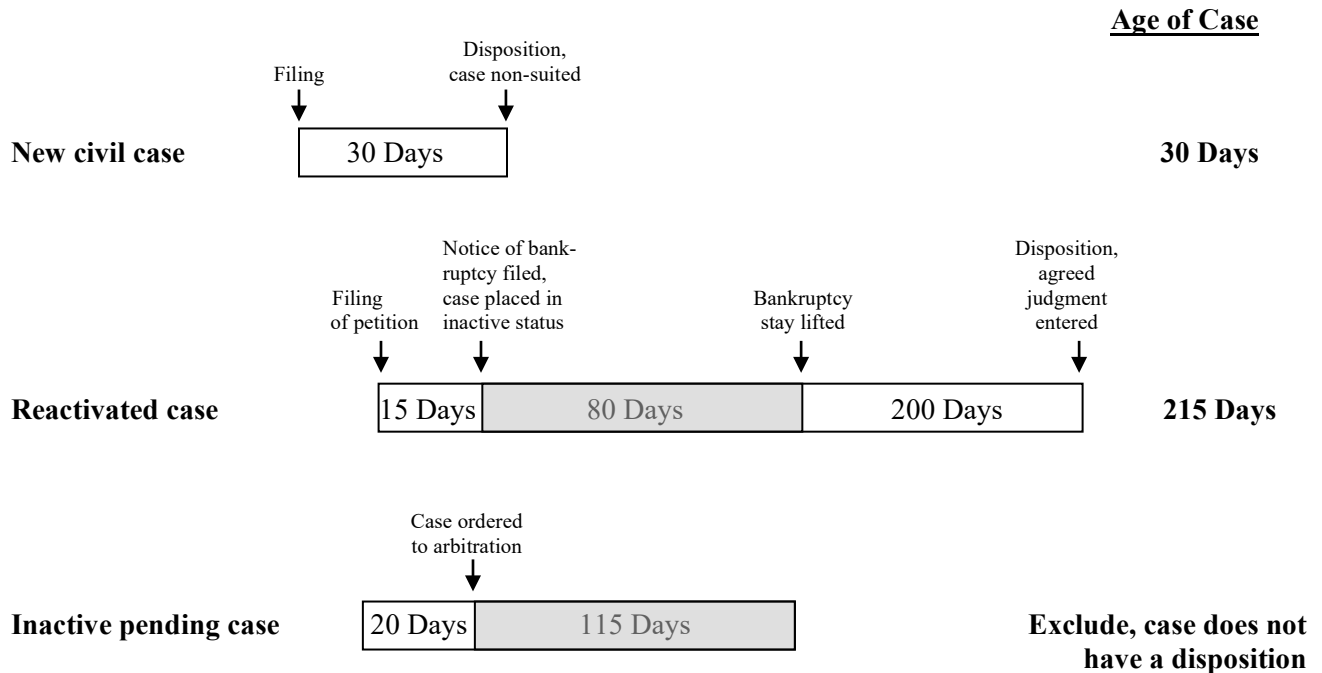 Age of Case
Disposition,
case non-suited
Filing
New civil case
30 Days
30 Days
Notice of bank-
ruptcy filed,
case placed in
inactive status
Disposition,
agreed
judgment
entered
Filing
of petition
Bankruptcy
stay lifted
Reactivated case
15 Days
80 Days
200 Days
215 Days
Case ordered
to arbitration
Inactive pending case
20 Days
115 Days
Exclude, case does not
have a disposition